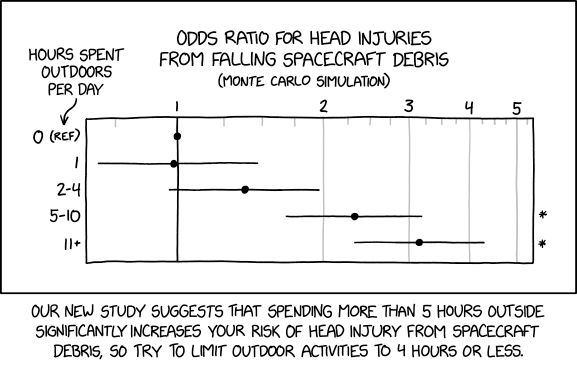 ODDS RATIO FOR HEAD INJURIES
FROM FALLING SPACECRAFT DEBRIS
(MONTE CARLO SIMULATION)
HOURS SPENT
OUTDOORS
PER DAY
1 2 3 4 5
0 (REF)
1
2-4
5-10 *
11+ *
OUR NEW STUDY SUGGESTS THAT SPENDING MORE THAN 5 HOURS OUTSIDE
SIGNIFICANTLY INCREASES YOUR RISK OF HEAD INJURY FROM SPACECRAFT
DEBRIS, SO TRY TO LIMIT OUTDOOR ACTIVITIES TO 4 HOURS OR LESS.